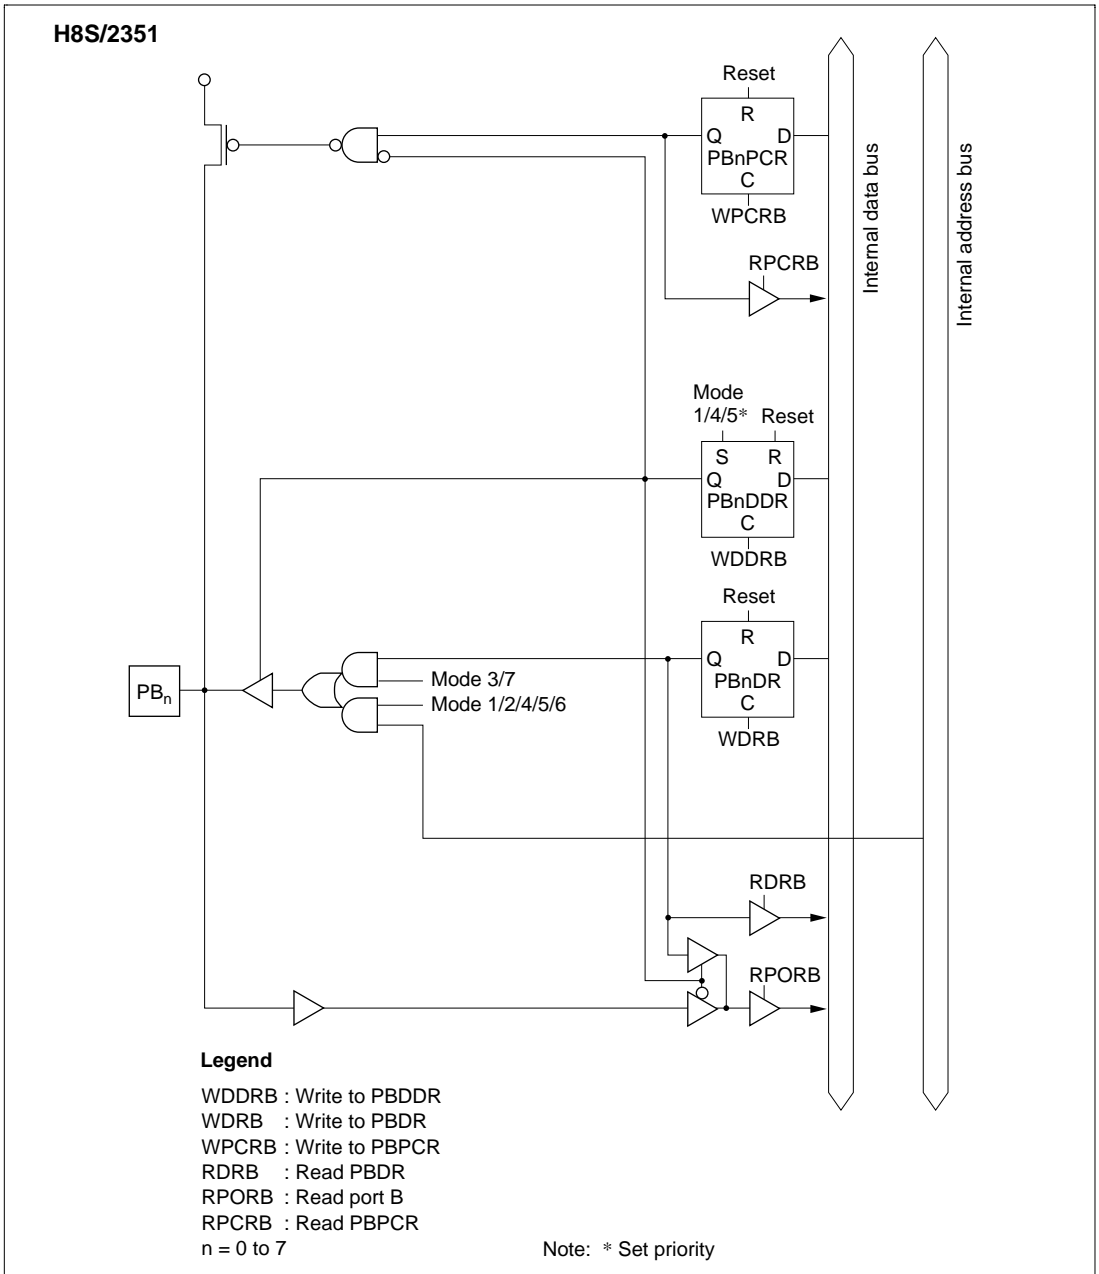 H8S/2351
Reset
R
Q D
PBnPCR
C
WPCRB
Internal data bus
Internal address bus
RPCRB
Mode
1/4/5* Reset
S R
Q D
PBnDDR
C
WDDRB
Reset
R
Q D
PBnDR
C
WDRB
PBn
Mode 3/7
Mode 1/2/4/5/6
RDRB
RPORB
Legend
WDDRB : Write to PBDDR
WDRB : Write to PBDR
WPCRB : Write to PBPCR
RDRB : Read PBDR
RPORB : Read port B
RPCRB : Read PBPCR
n = 0 to 7
Note: * Set priority